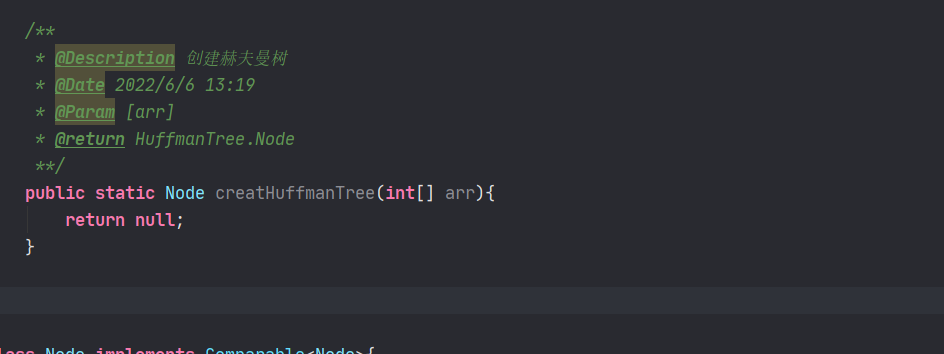 /**
 * @Description 创建赫夫曼树
 * @Date 2022/6/6 13:19
 * @Param [arr]
 * @return HuffmanTree.Node
 **/
public static Node creatHuffmanTree(int[] arr){
    return null;
}
Node implements Comparable<Node>{